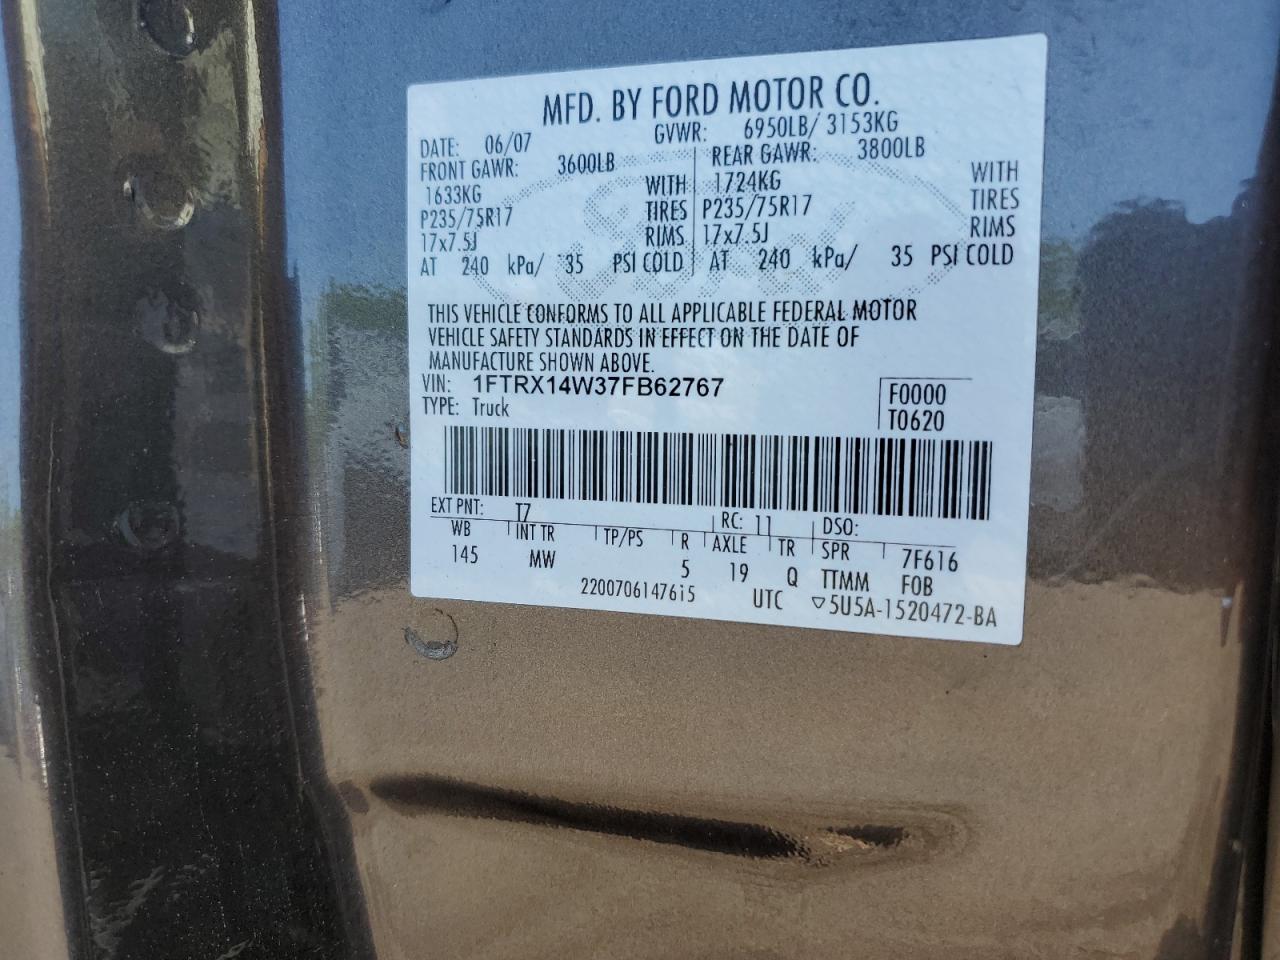 MFD. BY FORD MOTOR CO.
DATE: 06/07 GVWR: 6950LB/ 3153KG
FRONT GAWR: 3600LB REAR GAWR: 3800LB
1633KG WITH 1724KG WITH
P235/75R17 TIRES P235/75R17 TIRES
17x7.5J RIMS 17x7.5J RIMS
AT 240 kPa/ 35 PSI COLD AT 240 kPa/ 35 PSI COLD
THIS VEHICLE CONFORMS TO ALL APPLICABLE FEDERAL MOTOR
VEHICLE SAFETY STANDARDS IN EFFECT ON THE DATE OF
MANUFACTURE SHOWN ABOVE.
VIN: 1FTRX14W37FB62767 F0000
TYPE: Truck T0620
EXT PNT: T7 RC: 11 DSO:
WB INT TR TP/PS R AXLE TR SPR 7F616
145 MW 5 19 Q TTMM FOB
22007061476i5 UTC ▽5U5A-1520472-BA